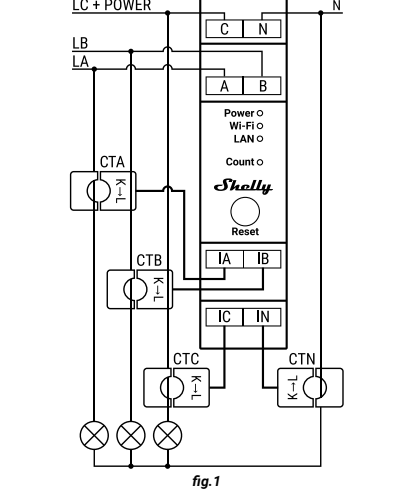 LC + POWER
N
C N
LB
LA
A B
Power
Wi-Fi
LAN
Count
Shelly
Reset
CTA
K→L
IA IB
CTB
K→L
IC IN
CTC
K→L
CTN
K→L
fig.1